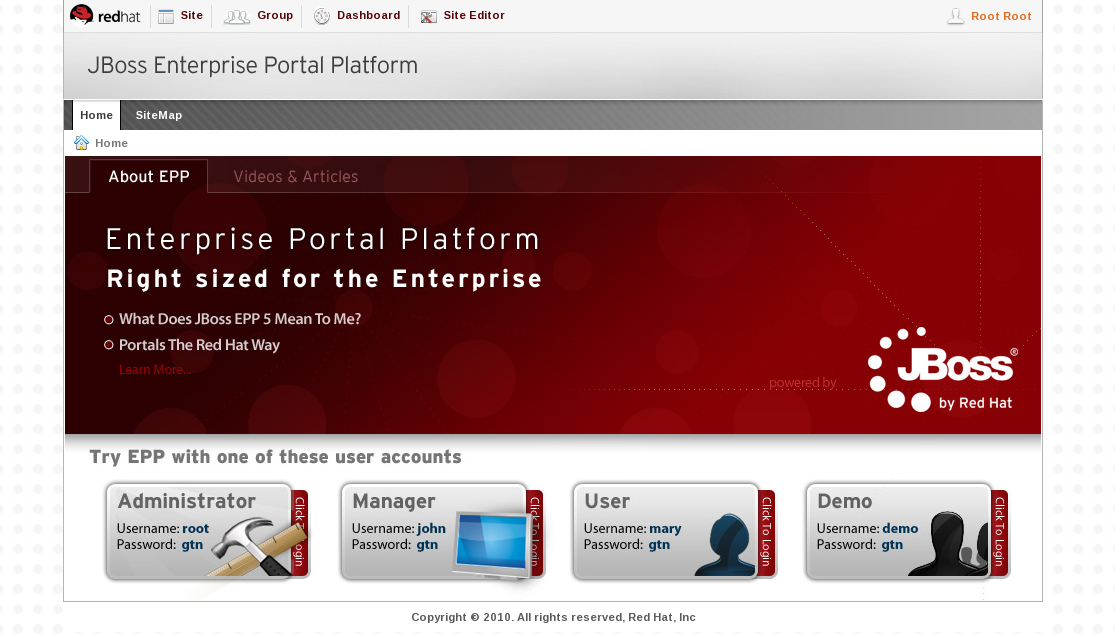 redhat Site Group Dashboard Site Editor Root Root
JBoss Enterprise Portal Platform
Home SiteMap
Home
About EPP Videos & Articles
Enterprise Portal Platform
Right sized for the Enterprise
What Does JBoss EPP 5 Mean To Me?
Portals The Red Hat Way
Learn More...
powered by
JBoss®
by Red Hat
Try EPP with one of these user accounts
Administrator
Username: root
Password: gtn
Click To Login
Manager
Username: john
Password: gtn
Click To Login
User
Username: mary
Password: gtn
Click To Login
Demo
Username: demo
Password: gtn
Click To Login
Copyright © 2010. All rights reserved, Red Hat, Inc